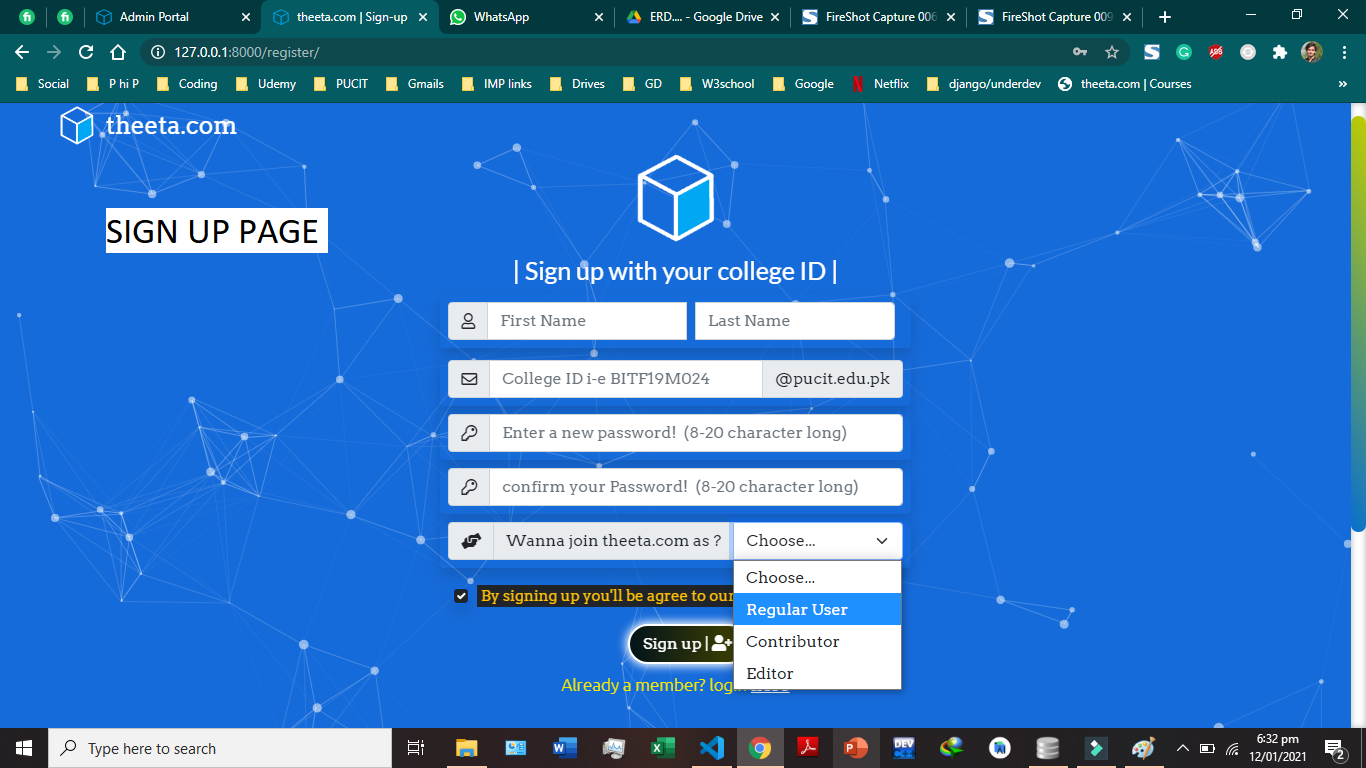 Admin Portal
theeta.com | Sign-up
WhatsApp
ERD.... - Google Drive
FireShot Capture 006
FireShot Capture 009
127.0.0.1:8000/register/
Social
P hi P
Coding
Udemy
PUCIT
Gmails
IMP links
Drives
GD
W3school
Google
Netflix
django/underdev
theeta.com | Courses
»
theeta.com
SIGN UP PAGE
| Sign up with your college ID |
First Name
Last Name
College ID i-e BITF19M024
@pucit.edu.pk
Enter a new password! (8-20 character long)
confirm your Password! (8-20 character long)
Wanna join theeta.com as ?
Choose...
Choose...
Regular User
Contributor
Editor
By signing up you'll be agree to our
Sign up |
Already a member? login
Type here to search
6:32 pm
12/01/2021
2